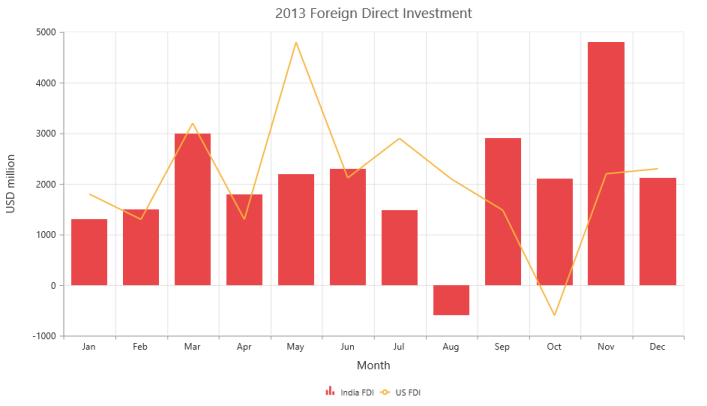 2013 Foreign Direct Investment
USD million
5000
4000
3000
2000
1000
0
-1000
Jan Feb Mar Apr May Jun Jul Aug Sep Oct Nov Dec
Month
India FDI US FDI